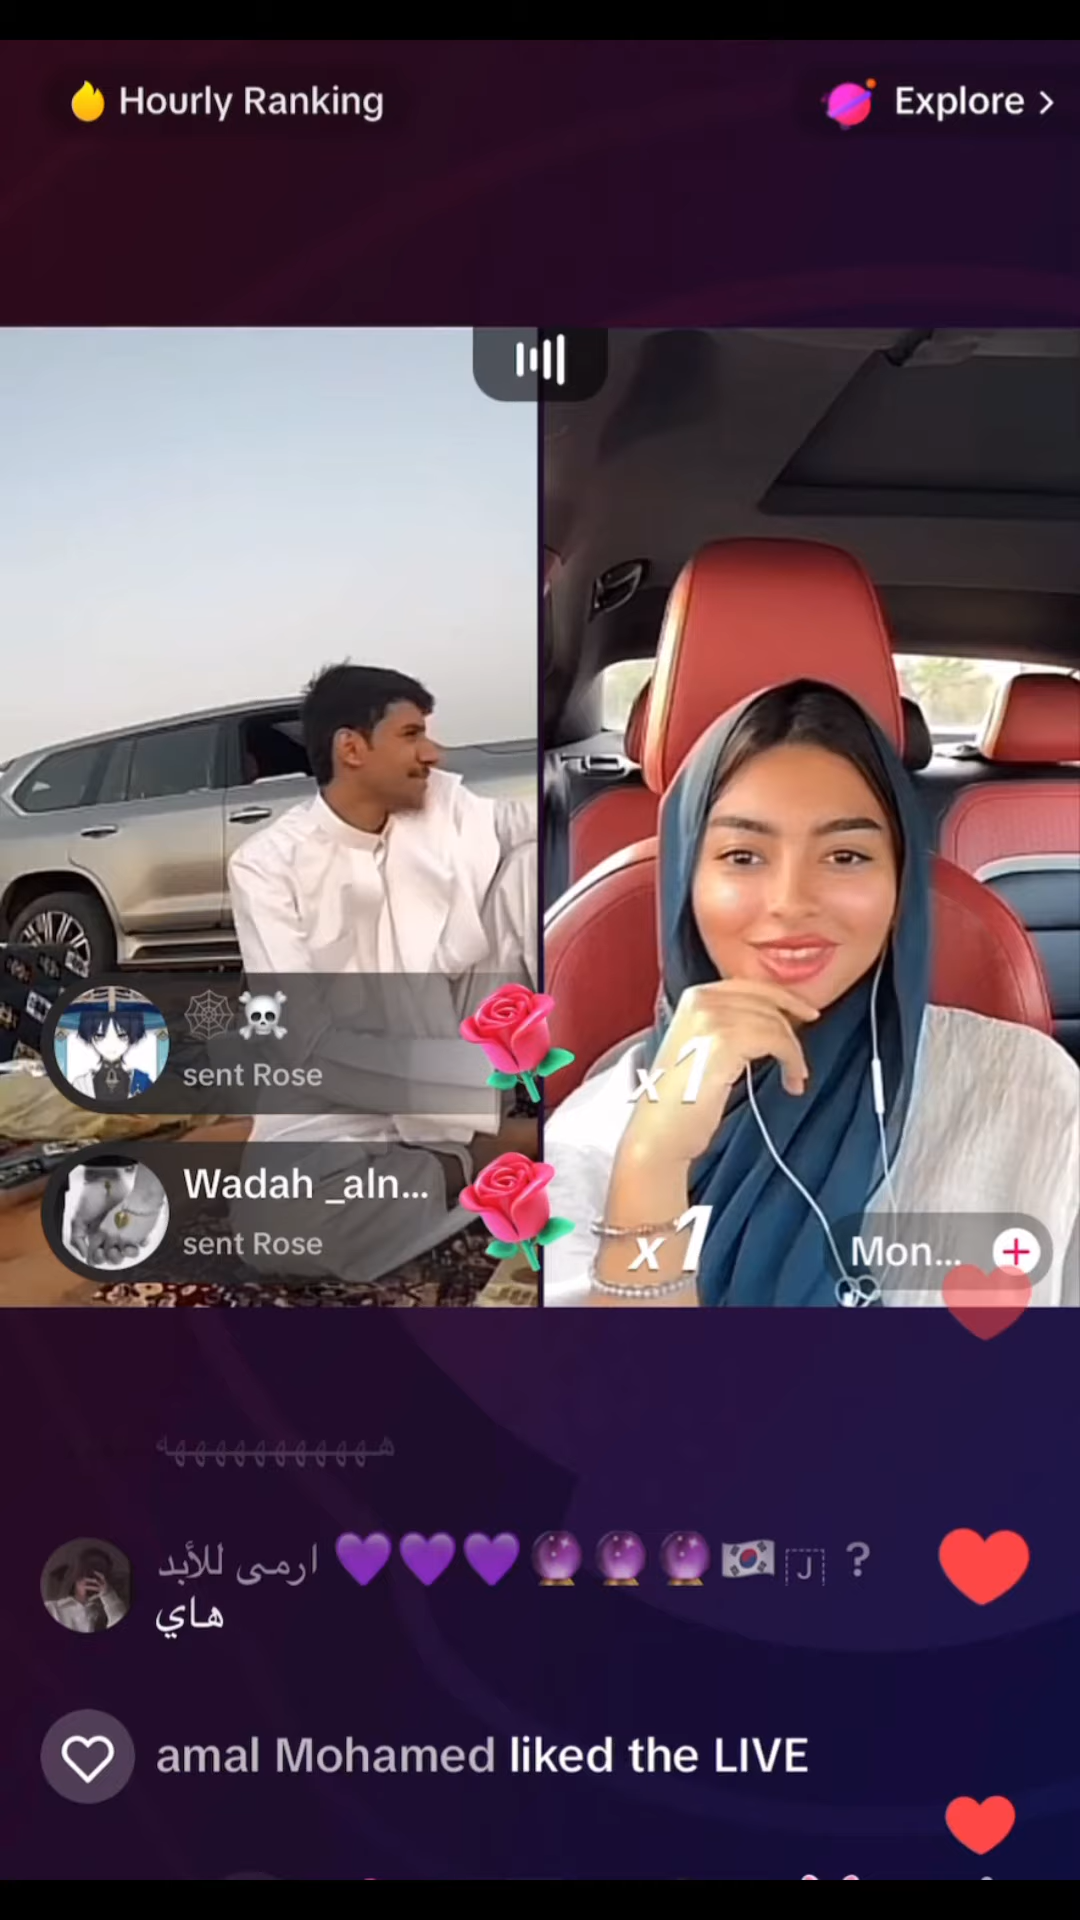 Hourly Ranking
Explore >
🕸☠
sent Rose
x1
Wadah _aln...
sent Rose
x1
Mon...
ههههههههههههه
ارمى للأبد 💜💜💜🔮🔮🔮🇰🇷🇯 ?
هاي
amal Mohamed liked the LIVE